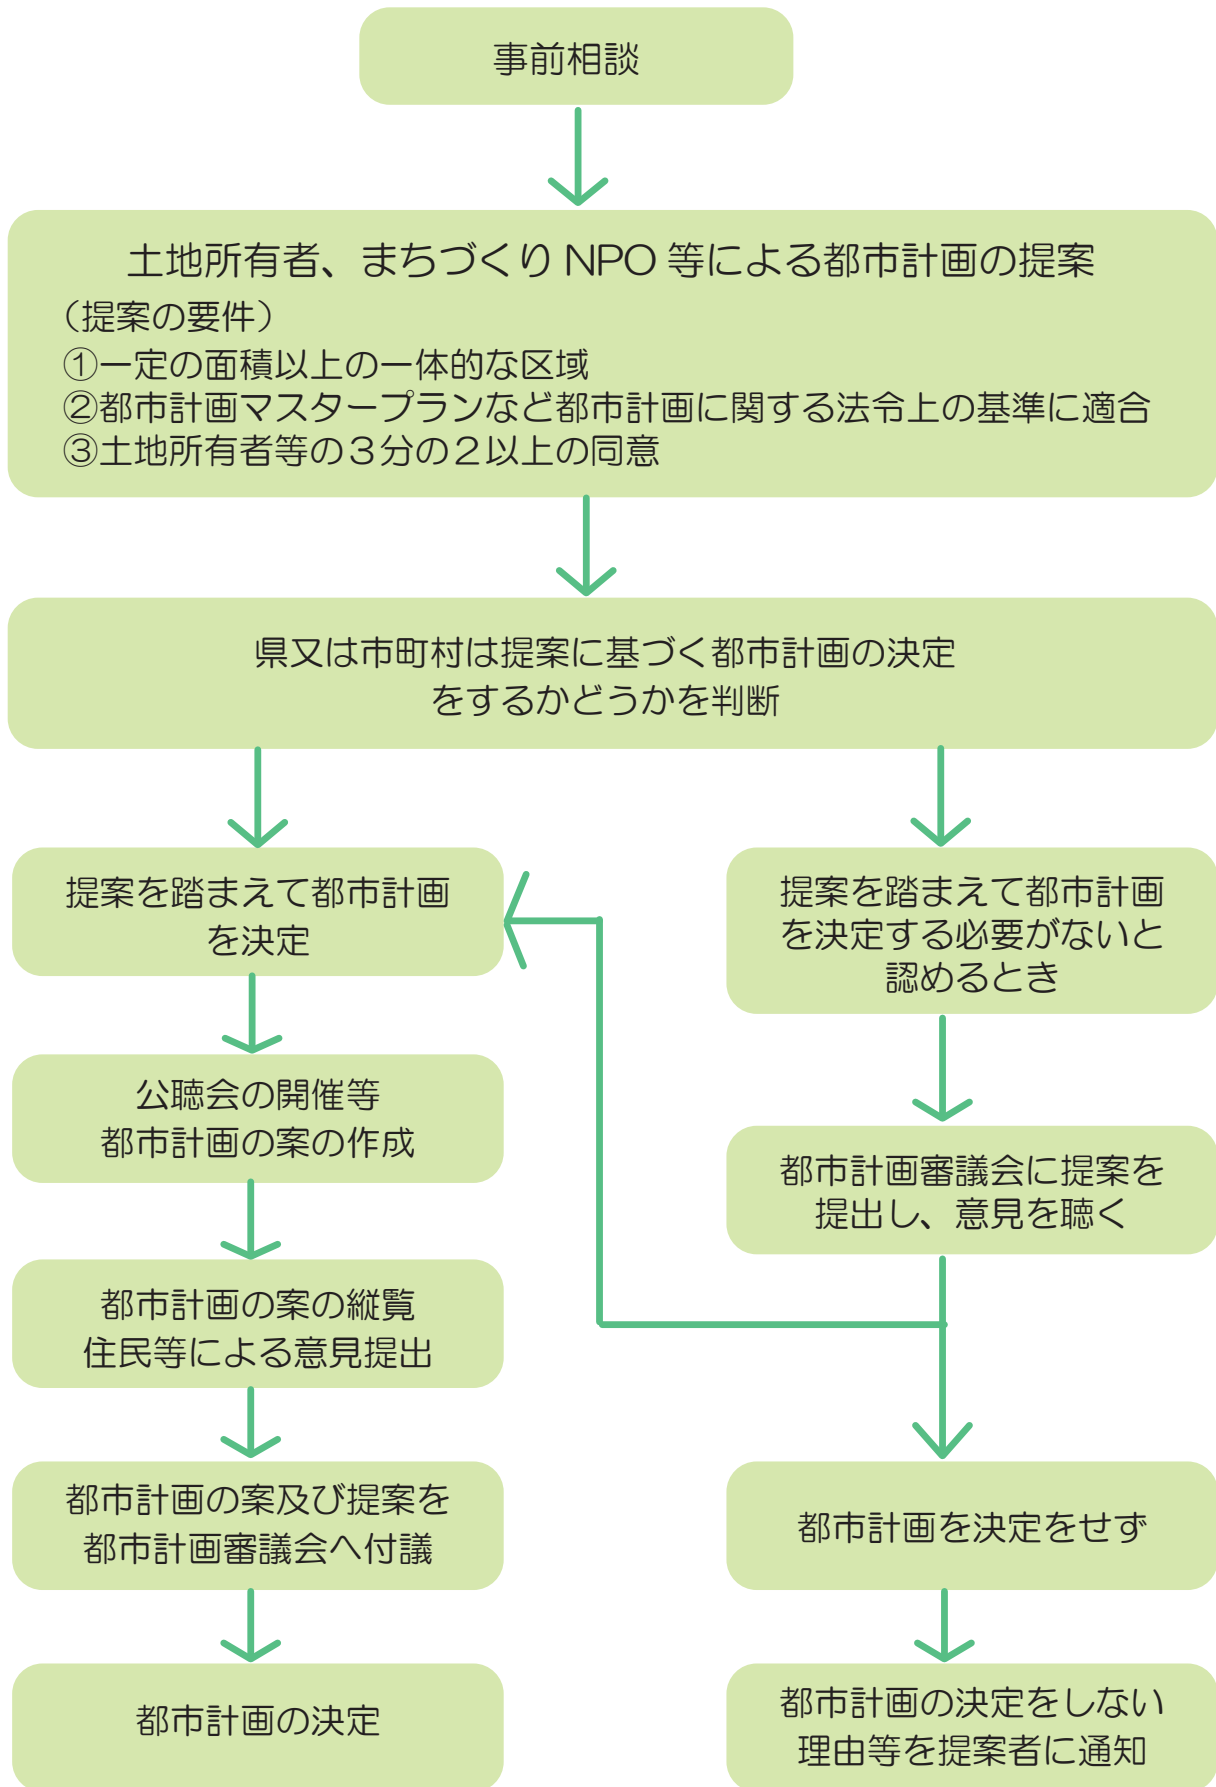 事前相談
土地所有者、まちづくり NPO 等による都市計画の提案
（提案の要件）
①一定の面積以上の一体的な区域
②都市計画マスタープランなど都市計画に関する法令上の基準に適合
③土地所有者等の３分の２以上の同意
県又は市町村は提案に基づく都市計画の決定
をするかどうかを判断
提案を踏まえて都市計画
を決定
公聴会の開催等
都市計画の案の作成
都市計画の案の縦覧
住民等による意見提出
都市計画の案及び提案を
都市計画審議会へ付議
都市計画の決定
提案を踏まえて都市計画
を決定する必要がないと
認めるとき
都市計画審議会に提案を
提出し、意見を聴く
都市計画を決定をせず
都市計画の決定をしない
理由等を提案者に通知